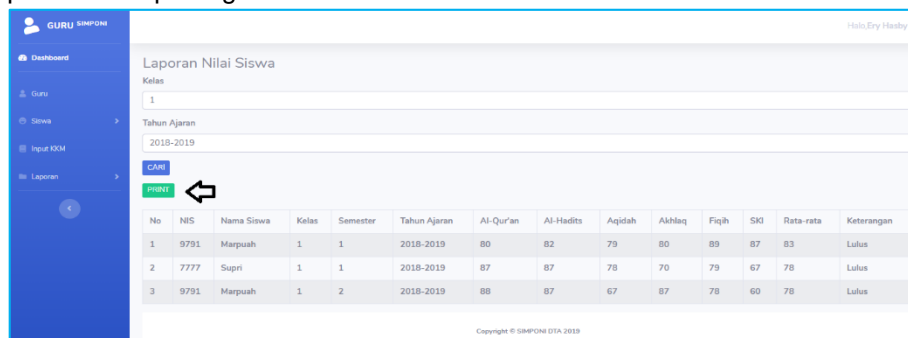 GURU SIMPONI
Halo,Ery Hasby
Dashboard
Guru
Siswa
Input KKM
Laporan
Laporan Nilai Siswa
Kelas
1
Tahun Ajaran
2018-2019
CARI
PRINT
No NIS Nama Siswa Kelas Semester Tahun Ajaran Al-Qur'an Al-Hadits Aqidah Akhlaq Fiqih SKI Rata-rata Keterangan
1 9791 Marpuah 1 1 2018-2019 80 82 79 80 89 87 83 Lulus
2 7777 Supri 1 1 2018-2019 87 87 78 70 79 67 78 Lulus
3 9791 Marpuah 1 2 2018-2019 88 87 67 87 78 60 78 Lulus
Copyright © SIMPONI DTA 2019